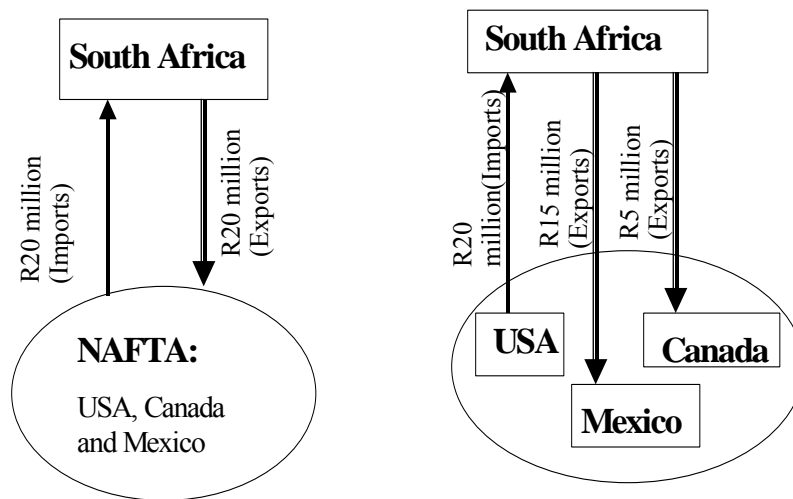 South Africa
R20 million
(Imports)
R20 million
(Exports)
NAFTA:
USA, Canada
and Mexico
South Africa
R20
million(Imports)
R15 million
(Exports)
R5 million
(Exports)
USA
Canada
Mexico